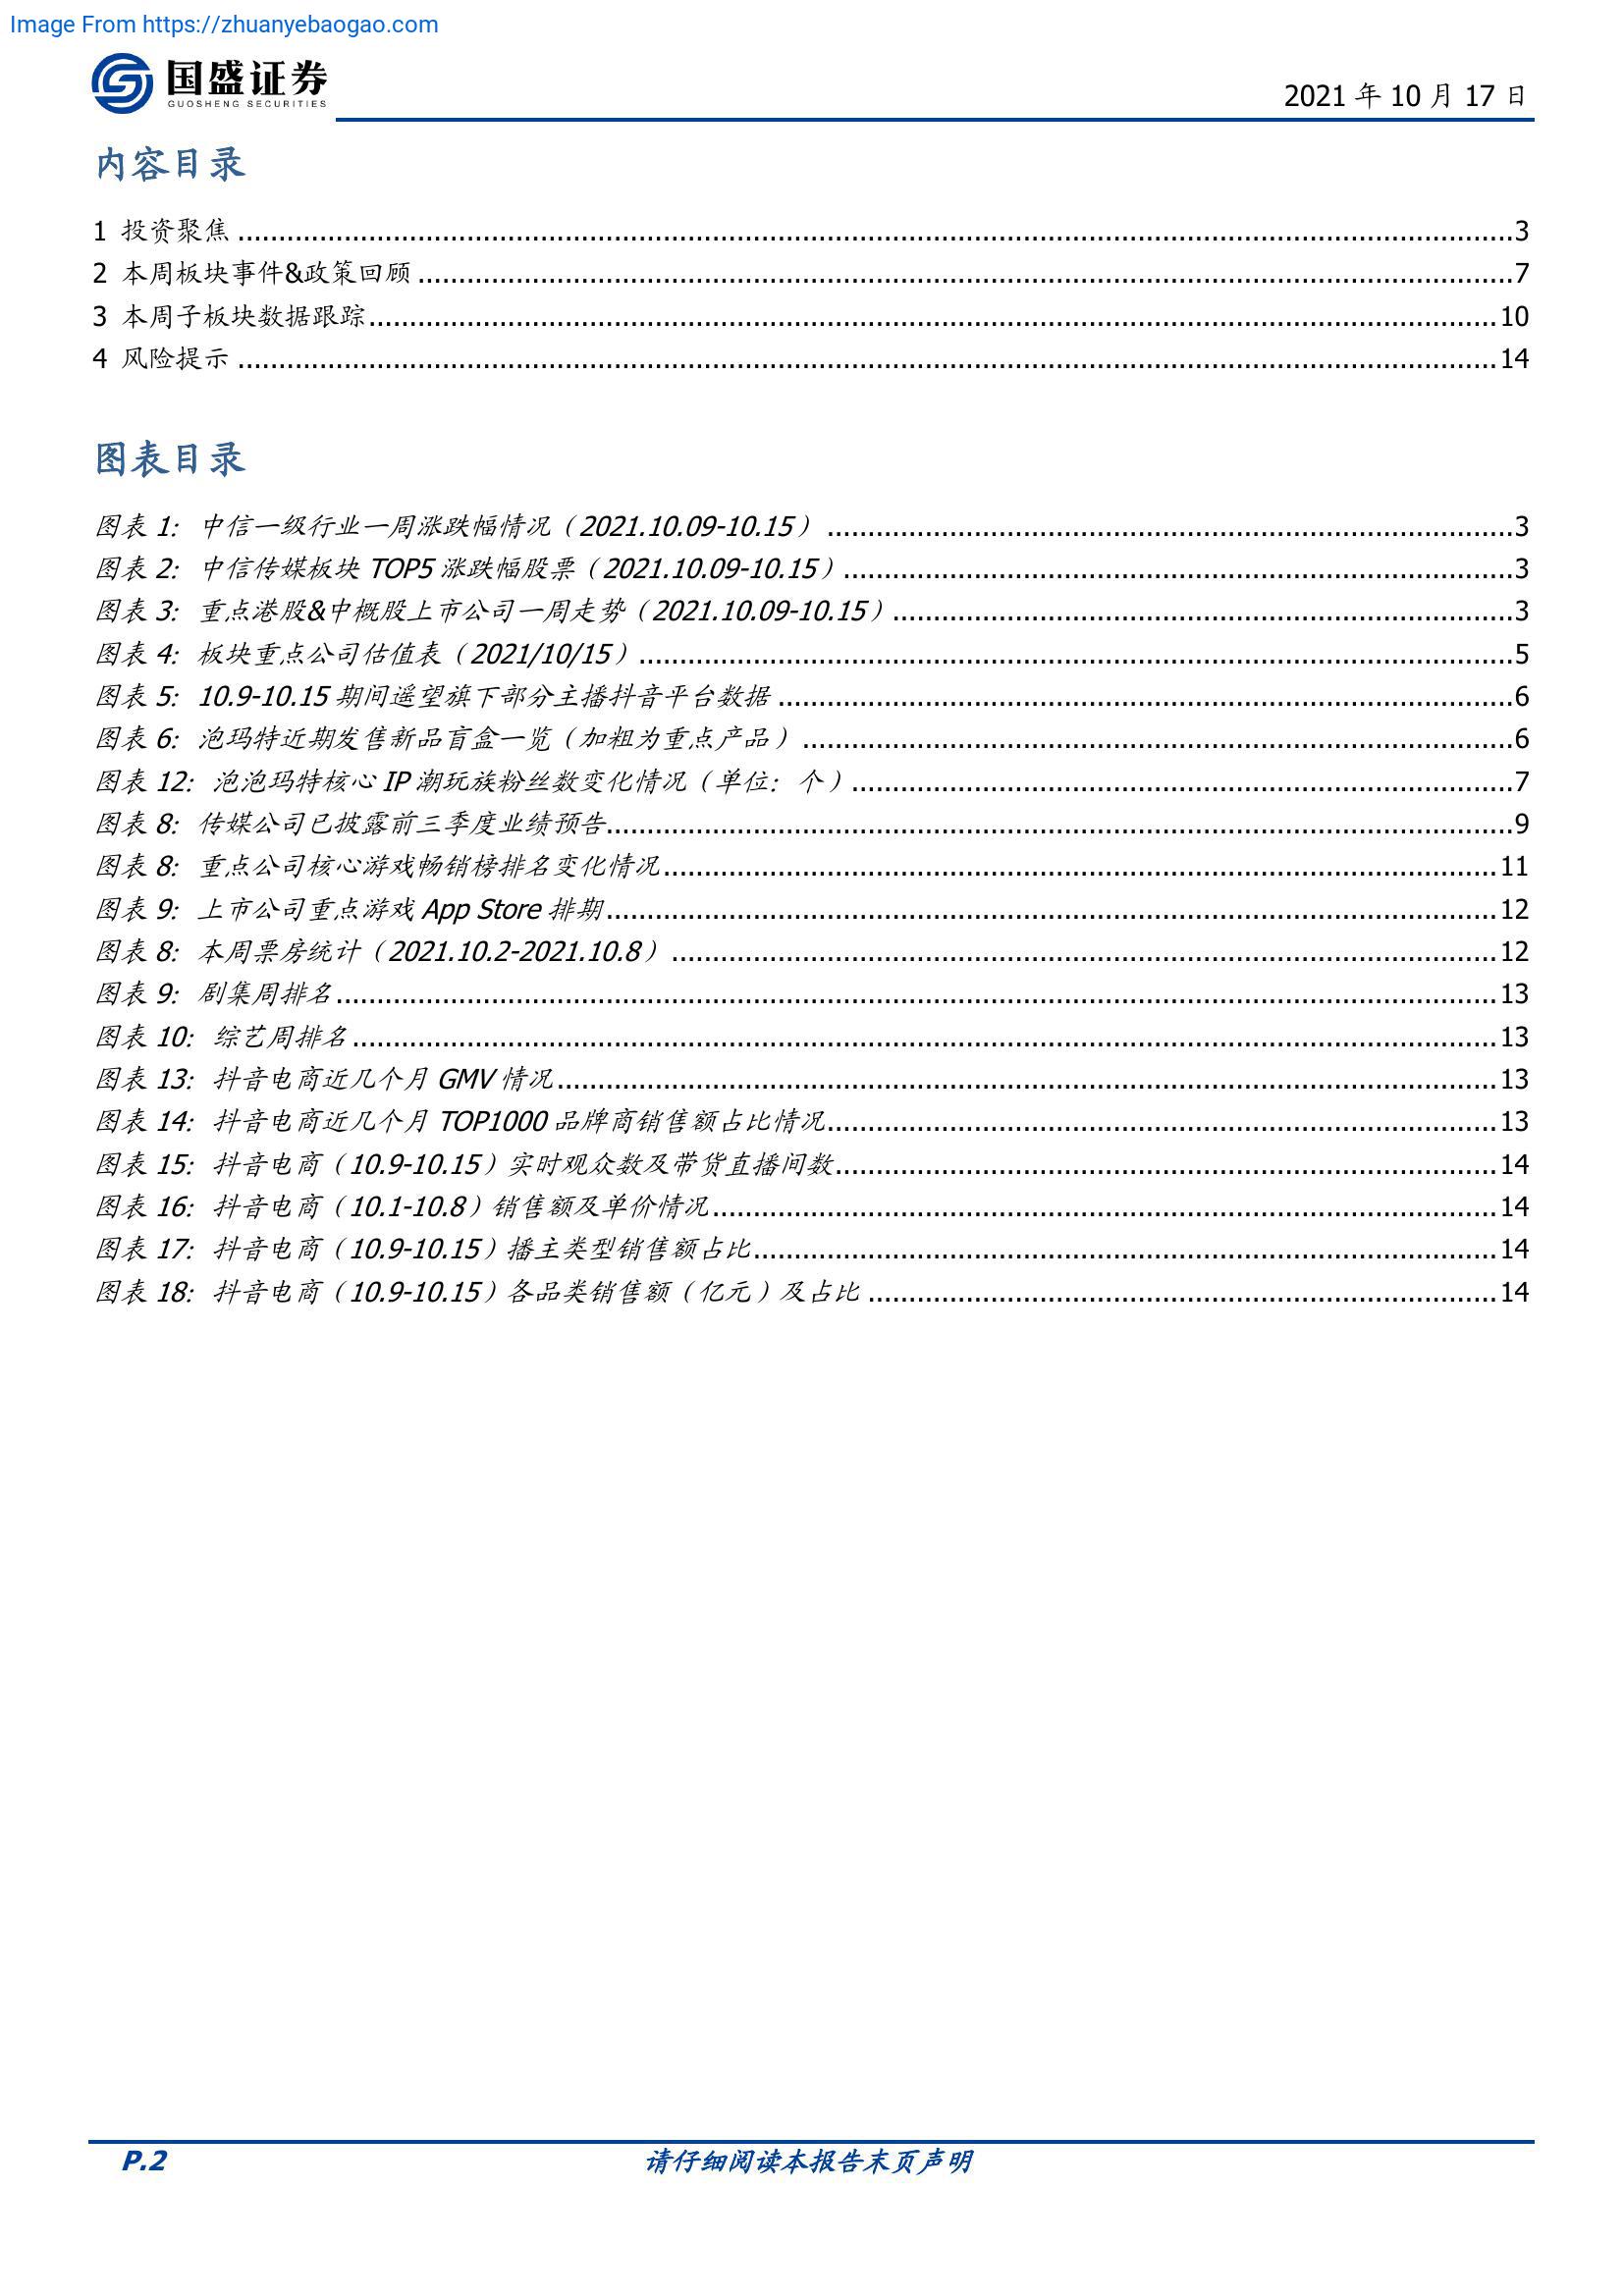 Image From https://zhuanyebaogao.com
国盛证券
GUOSHENG SECURITIES
2021 年 10 月 17 日
内容目录
1 投资聚焦 ........................................ 3
2 本周板块事件&政策回顾 ........................................ 7
3 本周子板块数据跟踪 ........................................ 10
4 风险提示 ........................................ 14
图表目录
图表 1：中信一级行业一周涨跌幅情况（2021.10.09-10.15） ........................................ 3
图表 2：中信传媒板块 TOP5 涨跌幅股票（2021.10.09-10.15） ........................................ 3
图表 3：重点港股&中概股上市公司一周走势（2021.10.09-10.15） ........................................ 3
图表 4：板块重点公司估值表（2021/10/15） ........................................ 5
图表 5：10.9-10.15 期间遥望旗下部分主播抖音平台数据 ........................................ 6
图表 6：泡玛特近期发售新品盲盒一览（加粗为重点产品） ........................................ 6
图表 12：泡泡玛特核心 IP 潮玩族粉丝数变化情况（单位：个） ........................................ 7
图表 8：传媒公司已披露前三季度业绩预告 ........................................ 9
图表 8：重点公司核心游戏畅销榜排名变化情况 ........................................ 11
图表 9：上市公司重点游戏 App Store 排期 ........................................ 12
图表 8：本周票房统计（2021.10.2-2021.10.8） ........................................ 12
图表 9：剧集周排名 ........................................ 13
图表 10：综艺周排名 ........................................ 13
图表 13：抖音电商近几个月 GMV 情况 ........................................ 13
图表 14：抖音电商近几个月 TOP1000 品牌商销售额占比情况 ........................................ 13
图表 15：抖音电商（10.9-10.15）实时观众数及带货直播间数 ........................................ 14
图表 16：抖音电商（10.1-10.8）销售额及单价情况 ........................................ 14
图表 17：抖音电商（10.9-10.15）播主类型销售额占比 ........................................ 14
图表 18：抖音电商（10.9-10.15）各品类销售额（亿元）及占比 ........................................ 14
P.2
请仔细阅读本报告末页声明